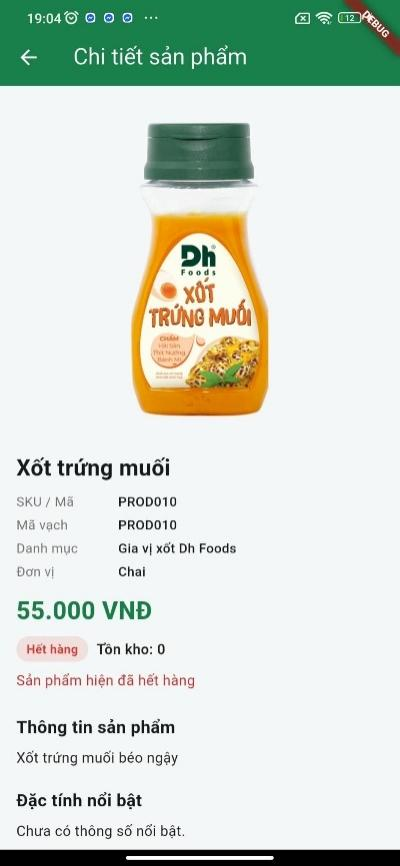 19:04
12
DEBUG
Chi tiết sản phẩm
Dh
Foods
XỐT
TRỨNG MUỐI
CHẤM
Hải Sản
Thịt Nướng
Bánh Mì
Xốt trứng muối
SKU / Mã PROD010
Mã vạch PROD010
Danh mục Gia vị xốt Dh Foods
Đơn vị Chai
55.000 VNĐ
Hết hàng Tồn kho: 0
Sản phẩm hiện đã hết hàng
Thông tin sản phẩm
Xốt trứng muối béo ngậy
Đặc tính nổi bật
Chưa có thông số nổi bật.